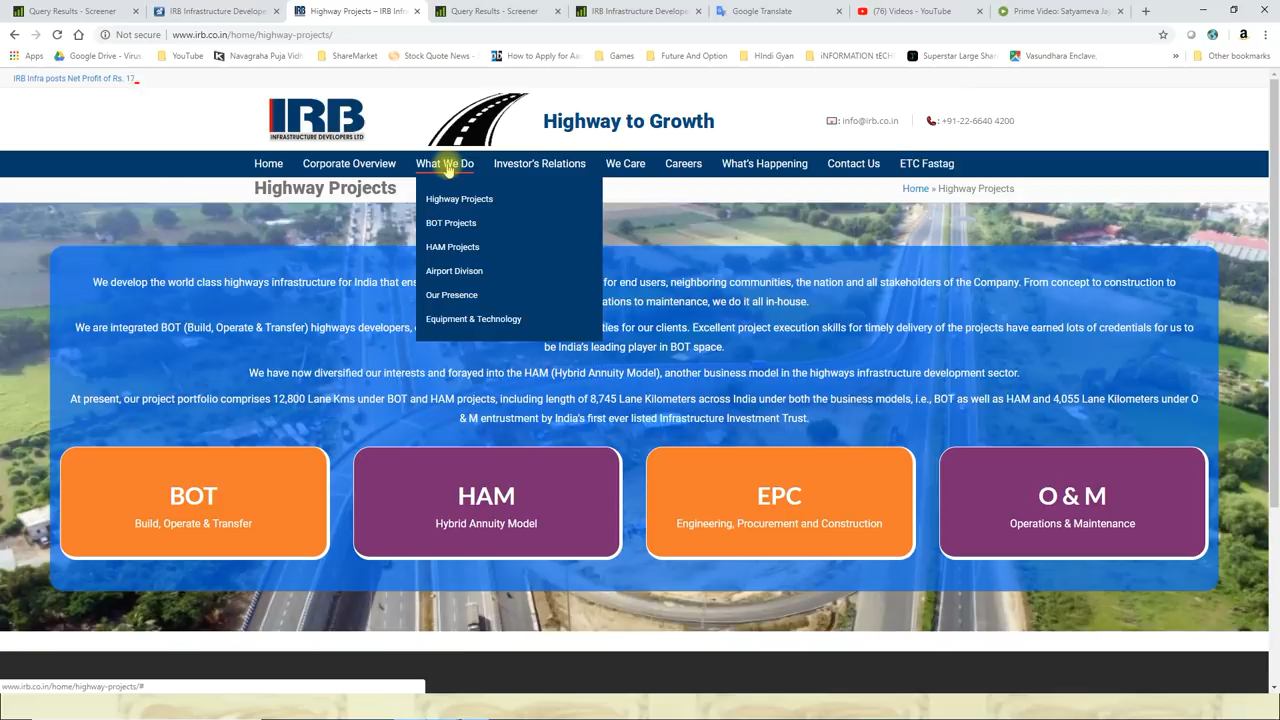 Query Results - Screener
IRB Infrastructure Develope
Highway Projects – IRB Infra
Query Results - Screener
IRB Infrastructure Develope
Google Translate
(76) Videos - YouTube
Prime Video: Satyameva Jay
Not secure
www.irb.co.in/home/highway-projects/
Apps
Google Drive - Virus
YouTube
Navagraha Puja Vidh
ShareMarket
Stock Quote News -
How to Apply for Aad
Games
Future And Option
HIndi Gyan
iNFORMATION tECH
Superstar Large Shar
Vasundhara Enclave,
»
Other bookmarks
IRB Infra posts Net Profit of Rs. 17_
IRB
INFRASTRUCTURE DEVELOPERS LTD
Highway to Growth
: info@irb.co.in
: +91-22-6640 4200
Home
Corporate Overview
What We Do
Investor's Relations
We Care
Careers
What's Happening
Contact Us
ETC Fastag
Highway Projects
Home » Highway Projects
Highway Projects
BOT Projects
HAM Projects
Airport Divison
Our Presence
Equipment & Technology
We develop the world class highways infrastructure for India that ens for end users, neighboring communities, the nation and all stakeholders of the Company. From concept to construction to
ations to maintenance, we do it all in-house.
We are integrated BOT (Build, Operate & Transfer) highways developers, ties for our clients. Excellent project execution skills for timely delivery of the projects have earned lots of credentials for us to
be India's leading player in BOT space.
We have now diversified our interests and forayed into the HAM (Hybrid Annuity Model), another business model in the highways infrastructure development sector.
At present, our project portfolio comprises 12,800 Lane Kms under BOT and HAM projects, including length of 8,745 Lane Kilometers across India under both the business models, i.e., BOT as well as HAM and 4,055 Lane Kilometers under O
& M entrustment by India's first ever listed Infrastructure Investment Trust.
BOT
Build, Operate & Transfer
HAM
Hybrid Annuity Model
EPC
Engineering, Procurement and Construction
O & M
Operations & Maintenance
www.irb.co.in/home/highway-projects/#